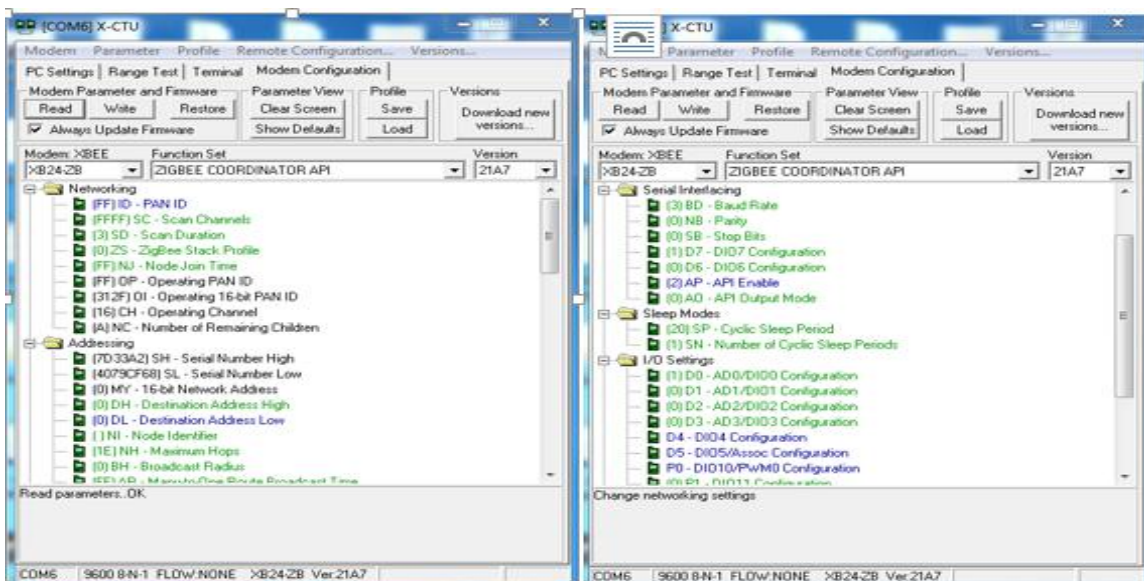 [COM6] X-CTU
Modem Parameter Profile Remote Configuration... Versions...
PC Settings Range Test Terminal Modem Configuration
Modem Parameter and Firmware Parameter View Profile Versions
Read Write Restore Clear Screen Save Download new versions...
Always Update Firmware Show Defaults Load
Modem: XBEE Function Set Version
XB24-ZB ZIGBEE COORDINATOR API 21A7
Networking
(FF) ID - PAN ID
(FFFF) SC - Scan Channels
(3) SD - Scan Duration
(0) ZS - ZigBee Stack Profile
(FF) NJ - Node Join Time
(FF) OP - Operating PAN ID
(312F) OI - Operating 16-bit PAN ID
(16) CH - Operating Channel
(A) NC - Number of Remaining Children
Addressing
(7D33A2) SH - Serial Number High
(4079CF68) SL - Serial Number Low
(0) MY - 16-bit Network Address
(0) DH - Destination Address High
(0) DL - Destination Address Low
( ) NI - Node Identifier
(1E) NH - Maximum Hops
(0) BH - Broadcast Radius
(FF) AR - Many-to-One Route Broadcast Time
Read parameters..OK
COM6 9600 8-N-1 FLOW:NONE XB24-ZB Ver:21A7
X-CTU
Parameter Profile Remote Configuration... Versions...
PC Settings Range Test Terminal Modem Configuration
Modem Parameter and Firmware Parameter View Profile Versions
Read Write Restore Clear Screen Save Download new versions...
Always Update Firmware Show Defaults Load
Modem: XBEE Function Set Version
XB24-ZB ZIGBEE COORDINATOR API 21A7
Serial Interfacing
(3) BD - Baud Rate
(0) NB - Parity
(0) SB - Stop Bits
(1) D7 - DIO7 Configuration
(0) D6 - DIO6 Configuration
(2) AP - API Enable
(0) AO - API Output Mode
Sleep Modes
(20) SP - Cyclic Sleep Period
(1) SN - Number of Cyclic Sleep Periods
I/O Settings
(1) D0 - AD0/DIO0 Configuration
(0) D1 - AD1/DIO1 Configuration
(0) D2 - AD2/DIO2 Configuration
(0) D3 - AD3/DIO3 Configuration
D4 - DIO4 Configuration
D5 - DIO5/Assoc Configuration
P0 - DIO10/PWM0 Configuration
(0) P1 - DIO11 Configuration
Change networking settings
COM6 9600 8-N-1 FLOW:NONE XB24-ZB Ver:21A7